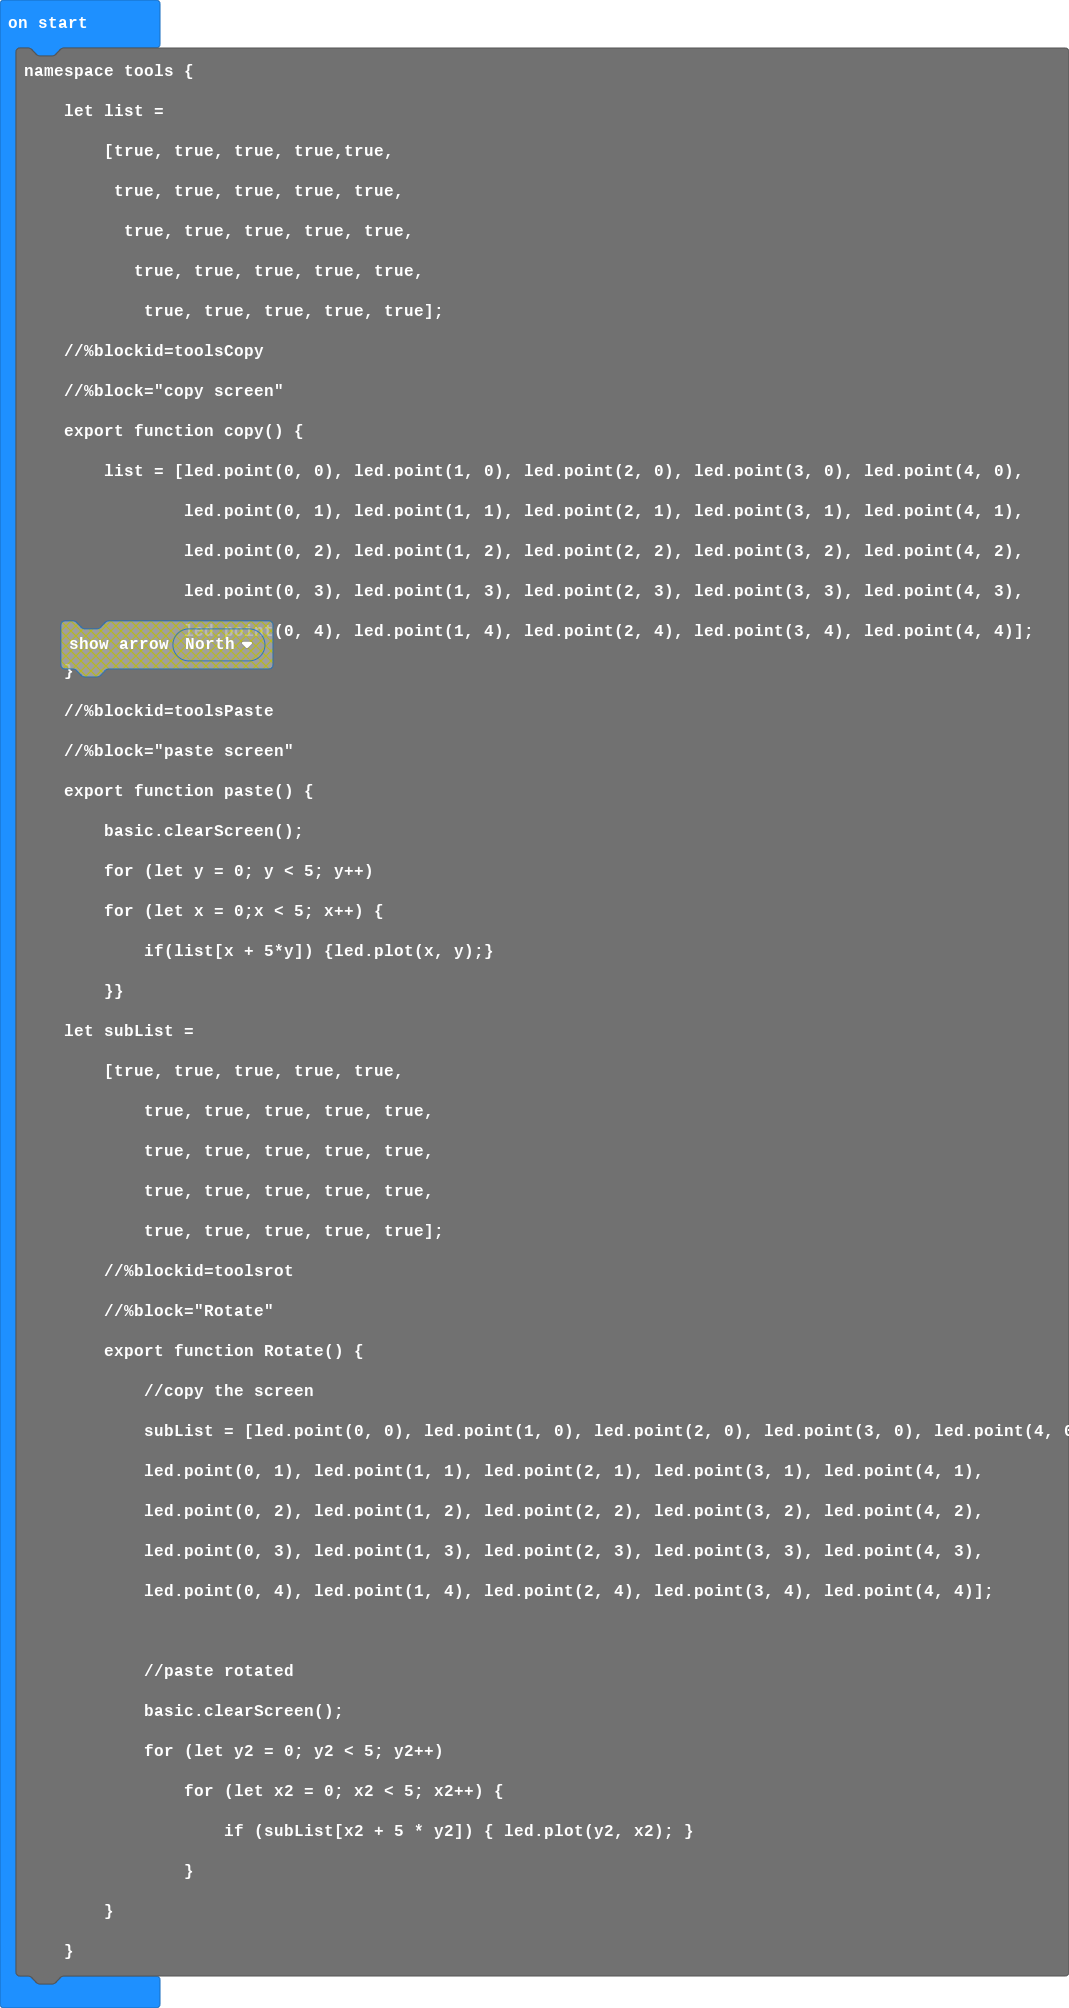 on start
namespace tools {
let list =
[true, true, true, true,true,
true, true, true, true, true,
true, true, true, true, true,
true, true, true, true, true,
true, true, true, true, true];
//%blockid=toolsCopy
//%block="copy screen"
export function copy() {
list = [led.point(0, 0), led.point(1, 0), led.point(2, 0), led.point(3, 0), led.point(4, 0),
led.point(0, 1), led.point(1, 1), led.point(2, 1), led.point(3, 1), led.point(4, 1),
led.point(0, 2), led.point(1, 2), led.point(2, 2), led.point(3, 2), led.point(4, 2),
led.point(0, 3), led.point(1, 3), led.point(2, 3), led.point(3, 3), led.point(4, 3),
led.point(0, 4), led.point(1, 4), led.point(2, 4), led.point(3, 4), led.point(4, 4)];
show arrow North
}
//%blockid=toolsPaste
//%block="paste screen"
export function paste() {
basic.clearScreen();
for (let y = 0; y < 5; y++)
for (let x = 0;x < 5; x++) {
if(list[x + 5*y]) {led.plot(x, y);}
}}
let subList =
[true, true, true, true, true,
true, true, true, true, true,
true, true, true, true, true,
true, true, true, true, true,
true, true, true, true, true];
//%blockid=toolsrot
//%block="Rotate"
export function Rotate() {
//copy the screen
subList = [led.point(0, 0), led.point(1, 0), led.point(2, 0), led.point(3, 0), led.point(4,
led.point(0, 1), led.point(1, 1), led.point(2, 1), led.point(3, 1), led.point(4, 1),
led.point(0, 2), led.point(1, 2), led.point(2, 2), led.point(3, 2), led.point(4, 2),
led.point(0, 3), led.point(1, 3), led.point(2, 3), led.point(3, 3), led.point(4, 3),
led.point(0, 4), led.point(1, 4), led.point(2, 4), led.point(3, 4), led.point(4, 4)];
//paste rotated
basic.clearScreen();
for (let y2 = 0; y2 < 5; y2++)
for (let x2 = 0; x2 < 5; x2++) {
if (subList[x2 + 5 * y2]) { led.plot(y2, x2); }
}
}
}